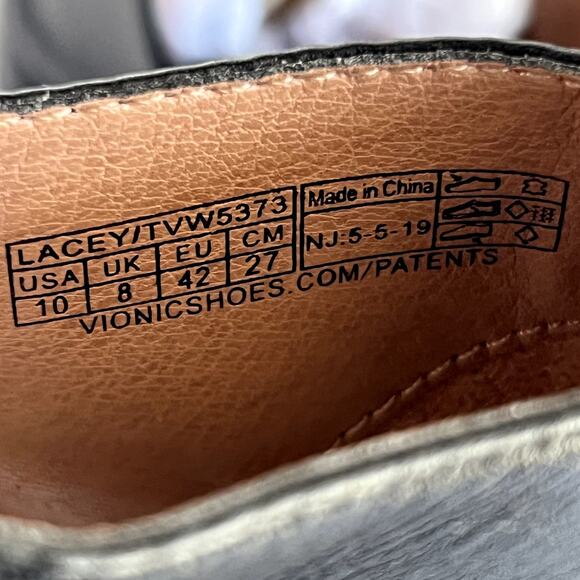 LACEY/TVW5373
USA UK EU CM
10 8 42 27
Made in China
NJ:5-5-19
VIONICSHOES.COM/PATENTS